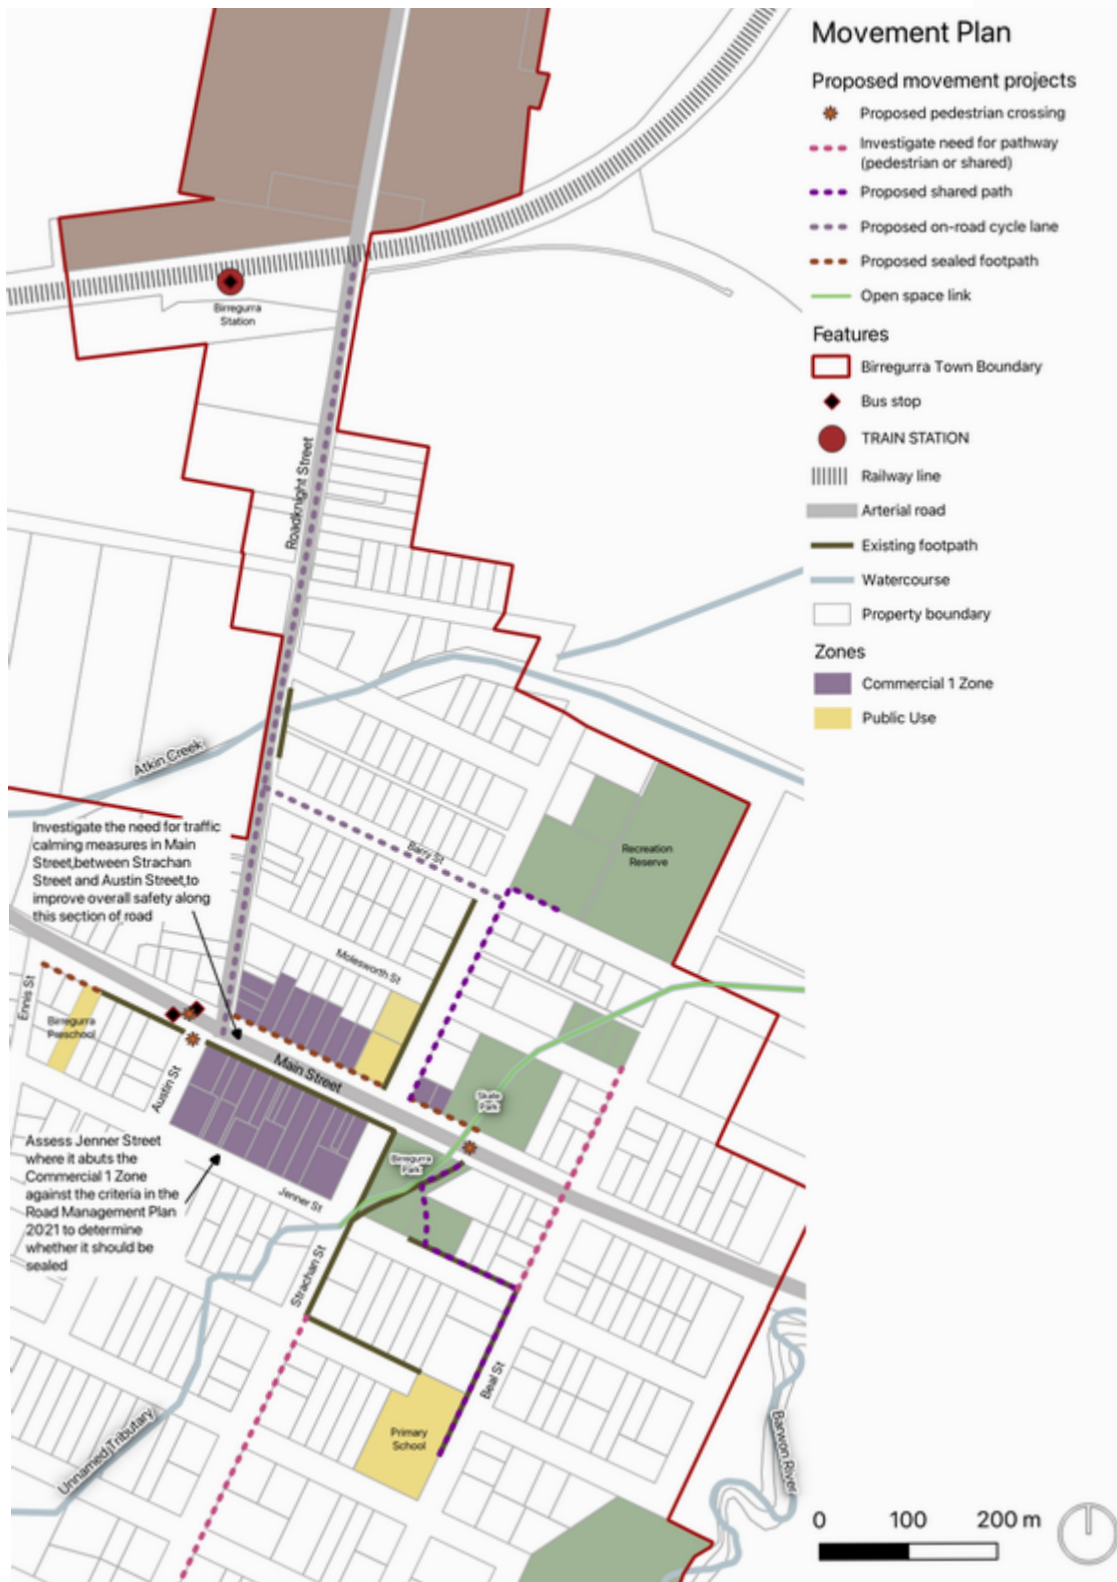 Movement Plan
Proposed movement projects
Proposed pedestrian crossing
Investigate need for pathway
(pedestrian or shared)
Proposed shared path
Proposed on-road cycle lane
Proposed sealed footpath
Open space link
Features
Birregurra Town Boundary
Bus stop
TRAIN STATION
Railway line
Arterial road
Existing footpath
Watercourse
Property boundary
Zones
Commercial 1 Zone
Public Use
Birregurra
Station
Roadknight Street
Atkin Creek
Investigate the need for traffic
calming measures in Main
Street,between Strachan
Street and Austin Street,to
improve overall safety along
this section of road
Barry St
Recreation
Reserve
Molesworth St
Ennis St
Birregurra
Preschool
Austin St
Main Street
Skate
Park
Birregurra
Park
Assess Jenner Street
where it abuts the
Commercial 1 Zone
against the criteria in the
Road Management Plan
2021 to determine
whether it should be
sealed
Jenner St
Strachan St
Beal St
Primary
School
Unnamed Tributary
Barwon River
0 100 200 m